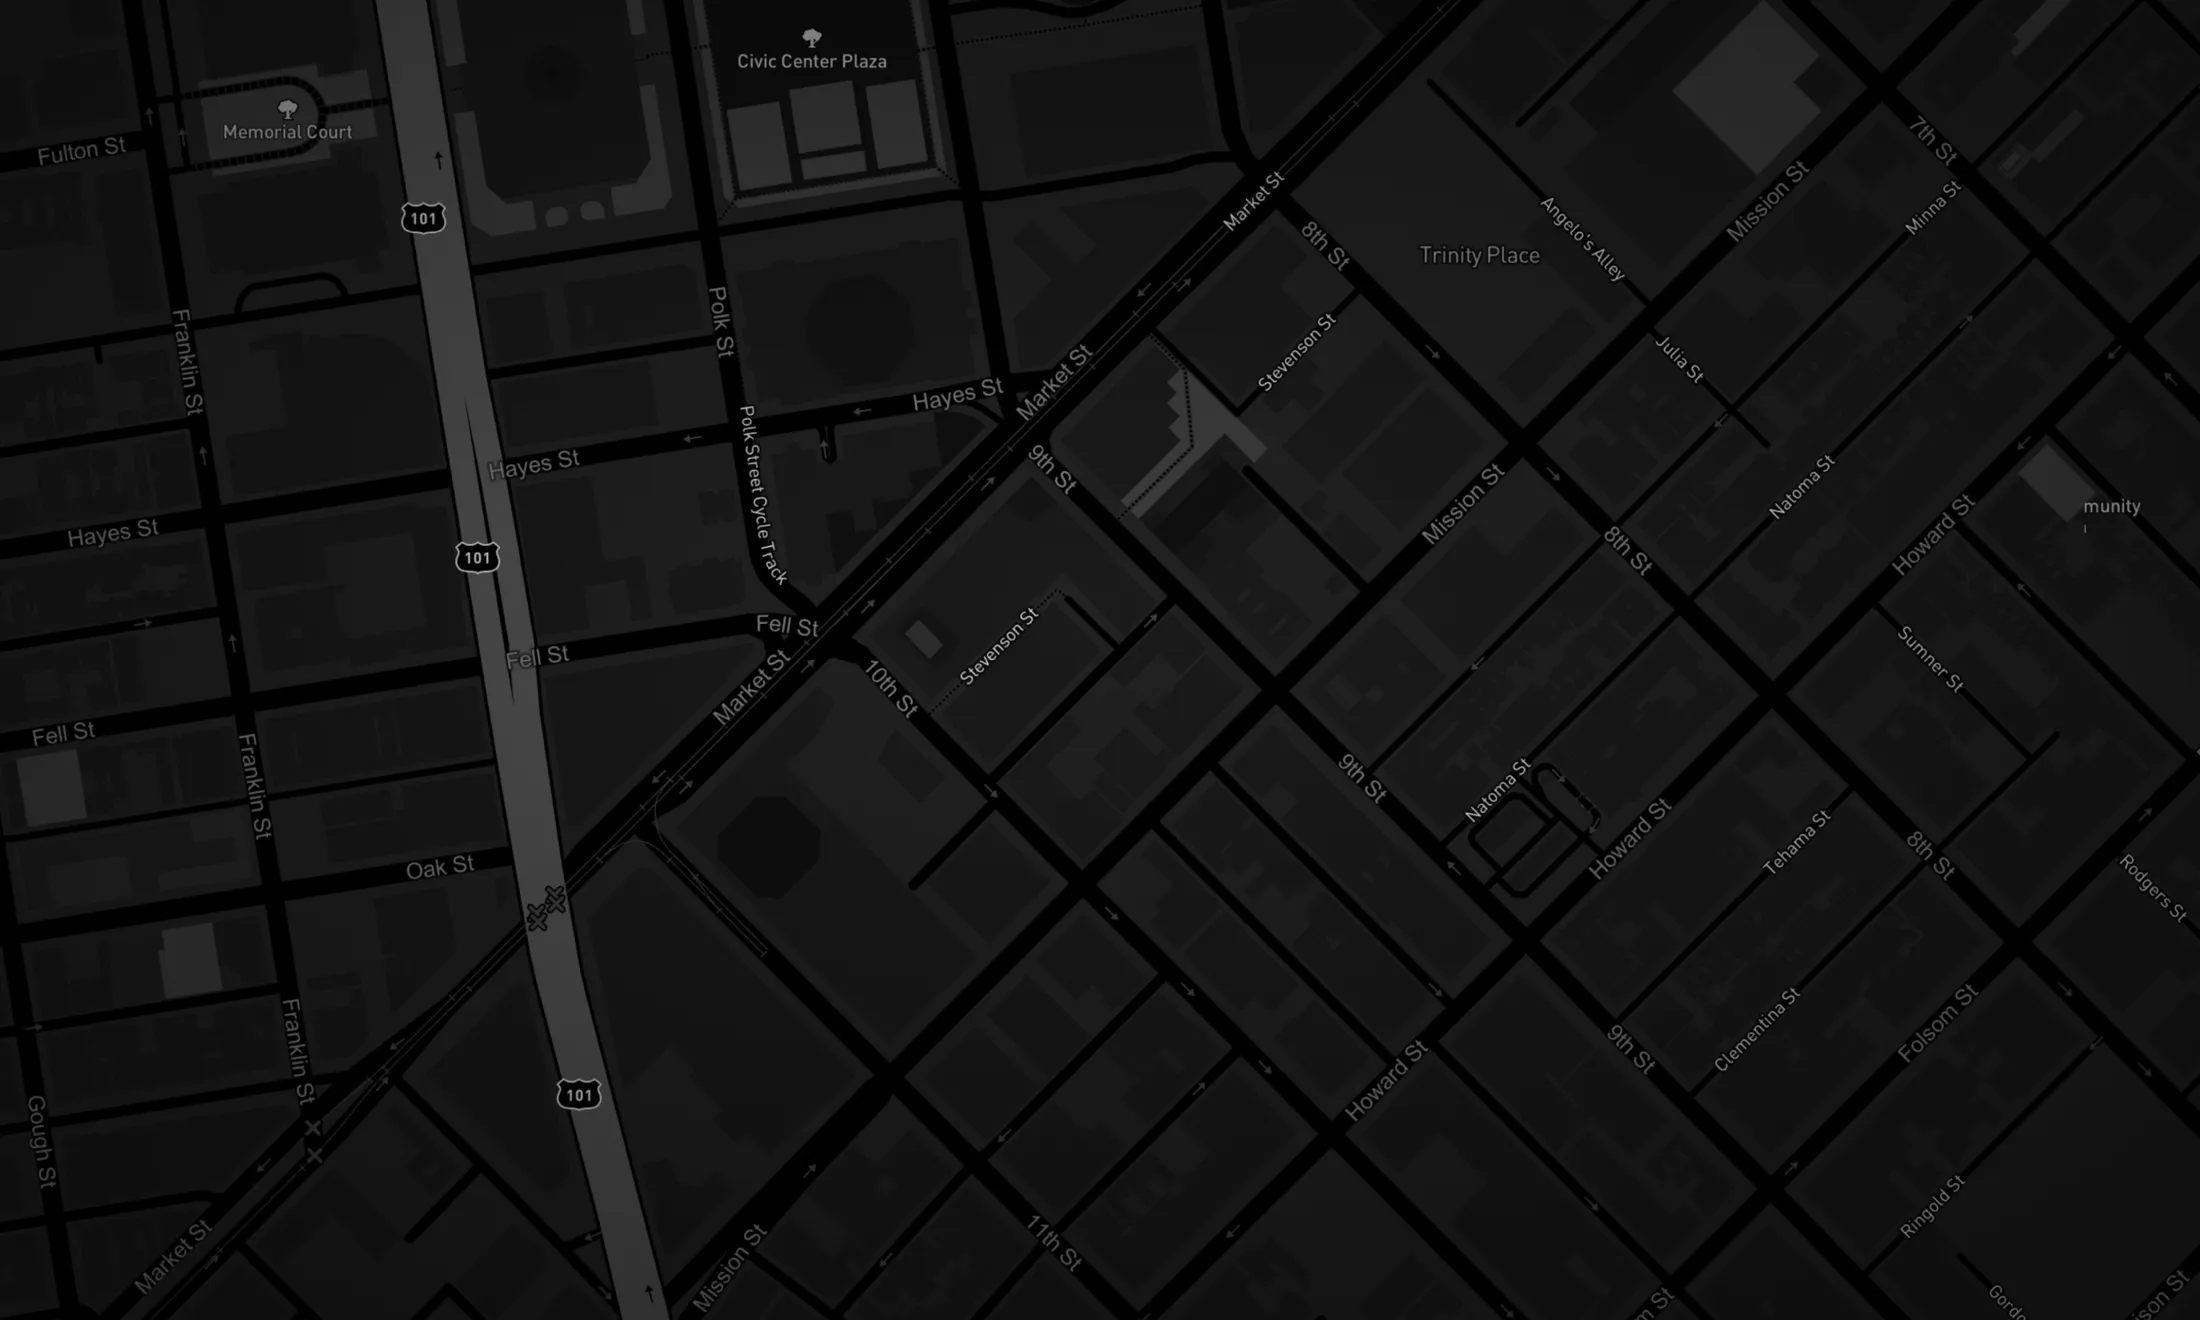 Civic Center Plaza
Memorial Court
Fulton St
7th St
Mission St
Market St
Minna St
101
Angelo's Alley
8th St
Trinity Place
Polk St
Franklin St
Stevenson St
Julia St
Market St
Hayes St
Polk Street Cycle Track
Hayes St
9th St
Mission St
Natoma St
munity
Hayes St
Howard St
101
8th St
Fell St
Stevenson St
Fell St
Sumner St
10th St
Market St
Fell St
Franklin St
9th St
Natoma St
Howard St
Tehama St
8th St
Oak St
Rodgers St
Clementina St
Folsom St
Franklin St
9th St
101
Howard St
Gough St
Ringold St
11th St
Market St
Mission St
Gordo
m St
ison St